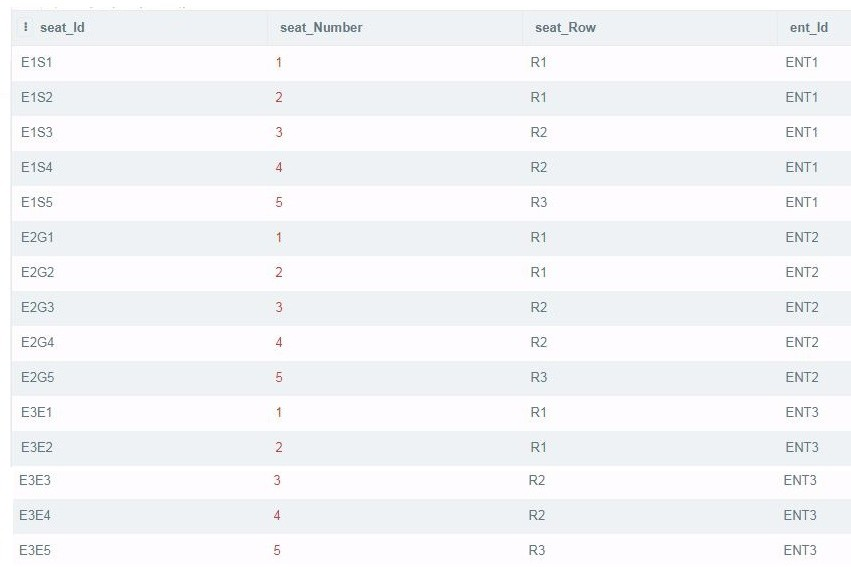 seat_Id seat_Number seat_Row ent_Id
E1S1 1 R1 ENT1
E1S2 2 R1 ENT1
E1S3 3 R2 ENT1
E1S4 4 R2 ENT1
E1S5 5 R3 ENT1
E2G1 1 R1 ENT2
E2G2 2 R1 ENT2
E2G3 3 R2 ENT2
E2G4 4 R2 ENT2
E2G5 5 R3 ENT2
E3E1 1 R1 ENT3
E3E2 2 R1 ENT3
E3E3 3 R2 ENT3
E3E4 4 R2 ENT3
E3E5 5 R3 ENT3